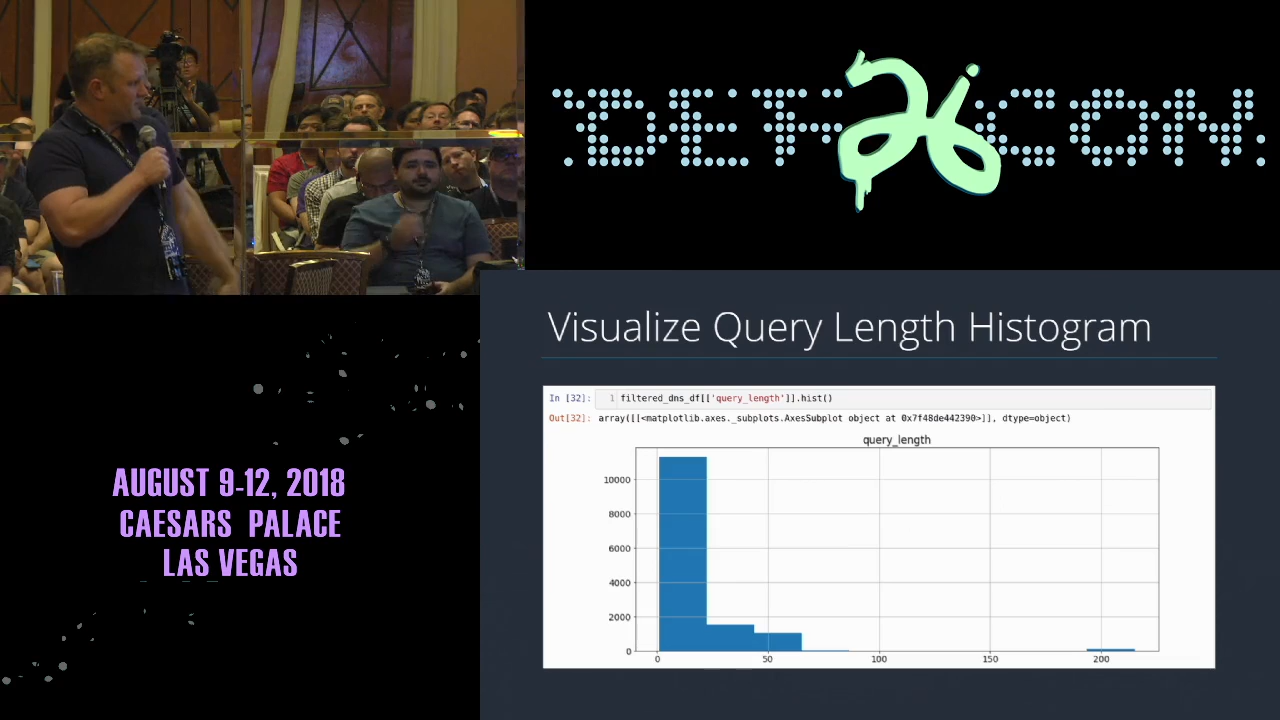 DEF 26 CON
Visualize Query Length Histogram
In [32]: 1 filtered_dns_df[['query_length']].hist()
Out[32]: array([[<matplotlib.axes._subplots.AxesSubplot object at 0x7f48de442390>]], dtype=object)
query_length
10000
8000
6000
4000
2000
0
0 50 100 150 200
AUGUST 9-12, 2018
CAESARS PALACE
LAS VEGAS